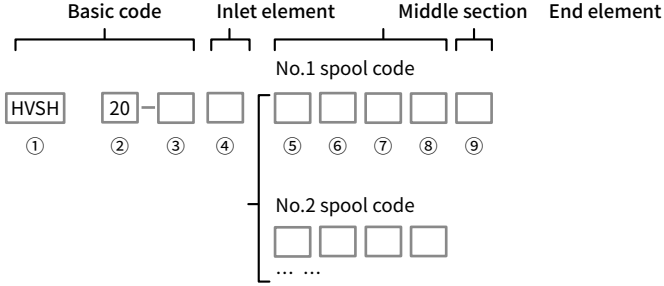 Basic code Inlet element Middle section End element
No.1 spool code
HVSH 20 –
① ② ③ ④ ⑤ ⑥ ⑦ ⑧ ⑨
No.2 spool code
... ...